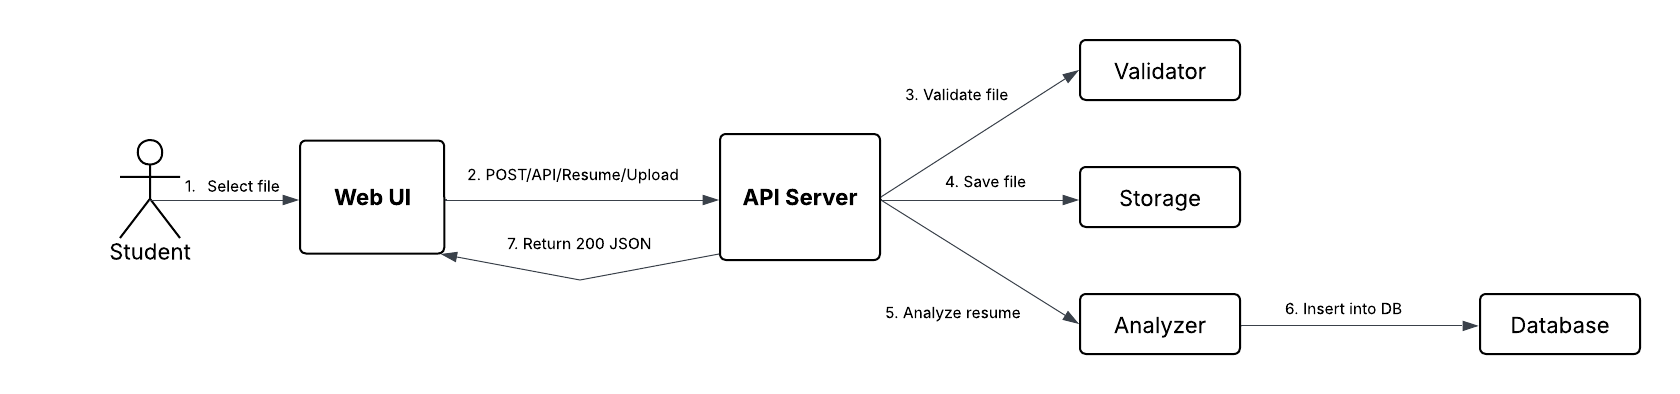 3. Validate file
Validator
1. Select file
2. POST/API/Resume/Upload
Web UI
API Server
4. Save file
Storage
Student
7. Return 200 JSON
5. Analyze resume
Analyzer
6. Insert into DB
Database